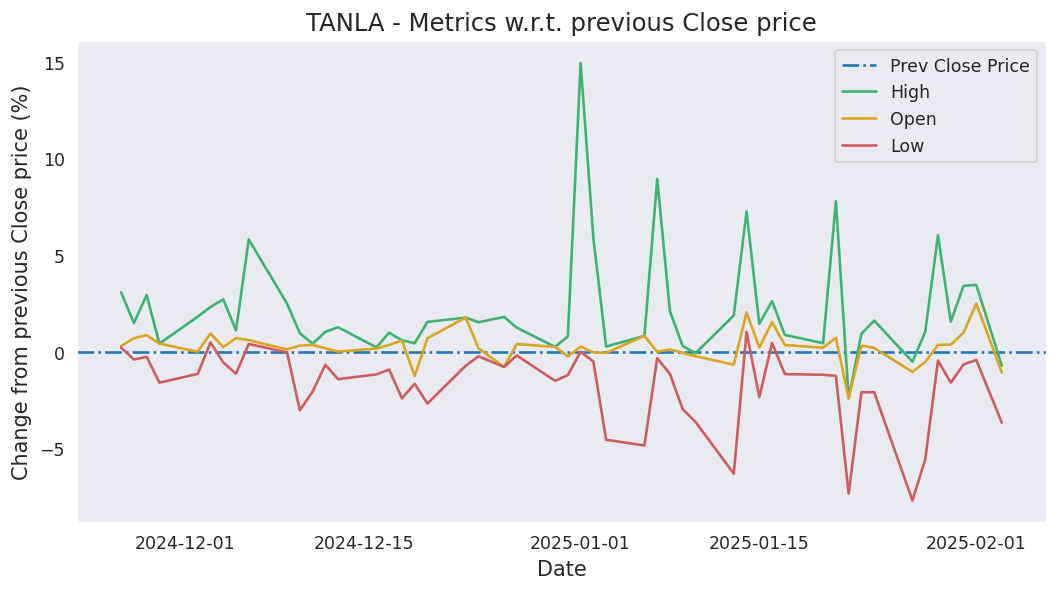 TANLA - Metrics w.r.t. previous Close price
Change from previous Close price (%)
15
10
5
0
−5
Prev Close Price
High
Open
Low
2024-12-01
2024-12-15
2025-01-01
2025-01-15
2025-02-01
Date